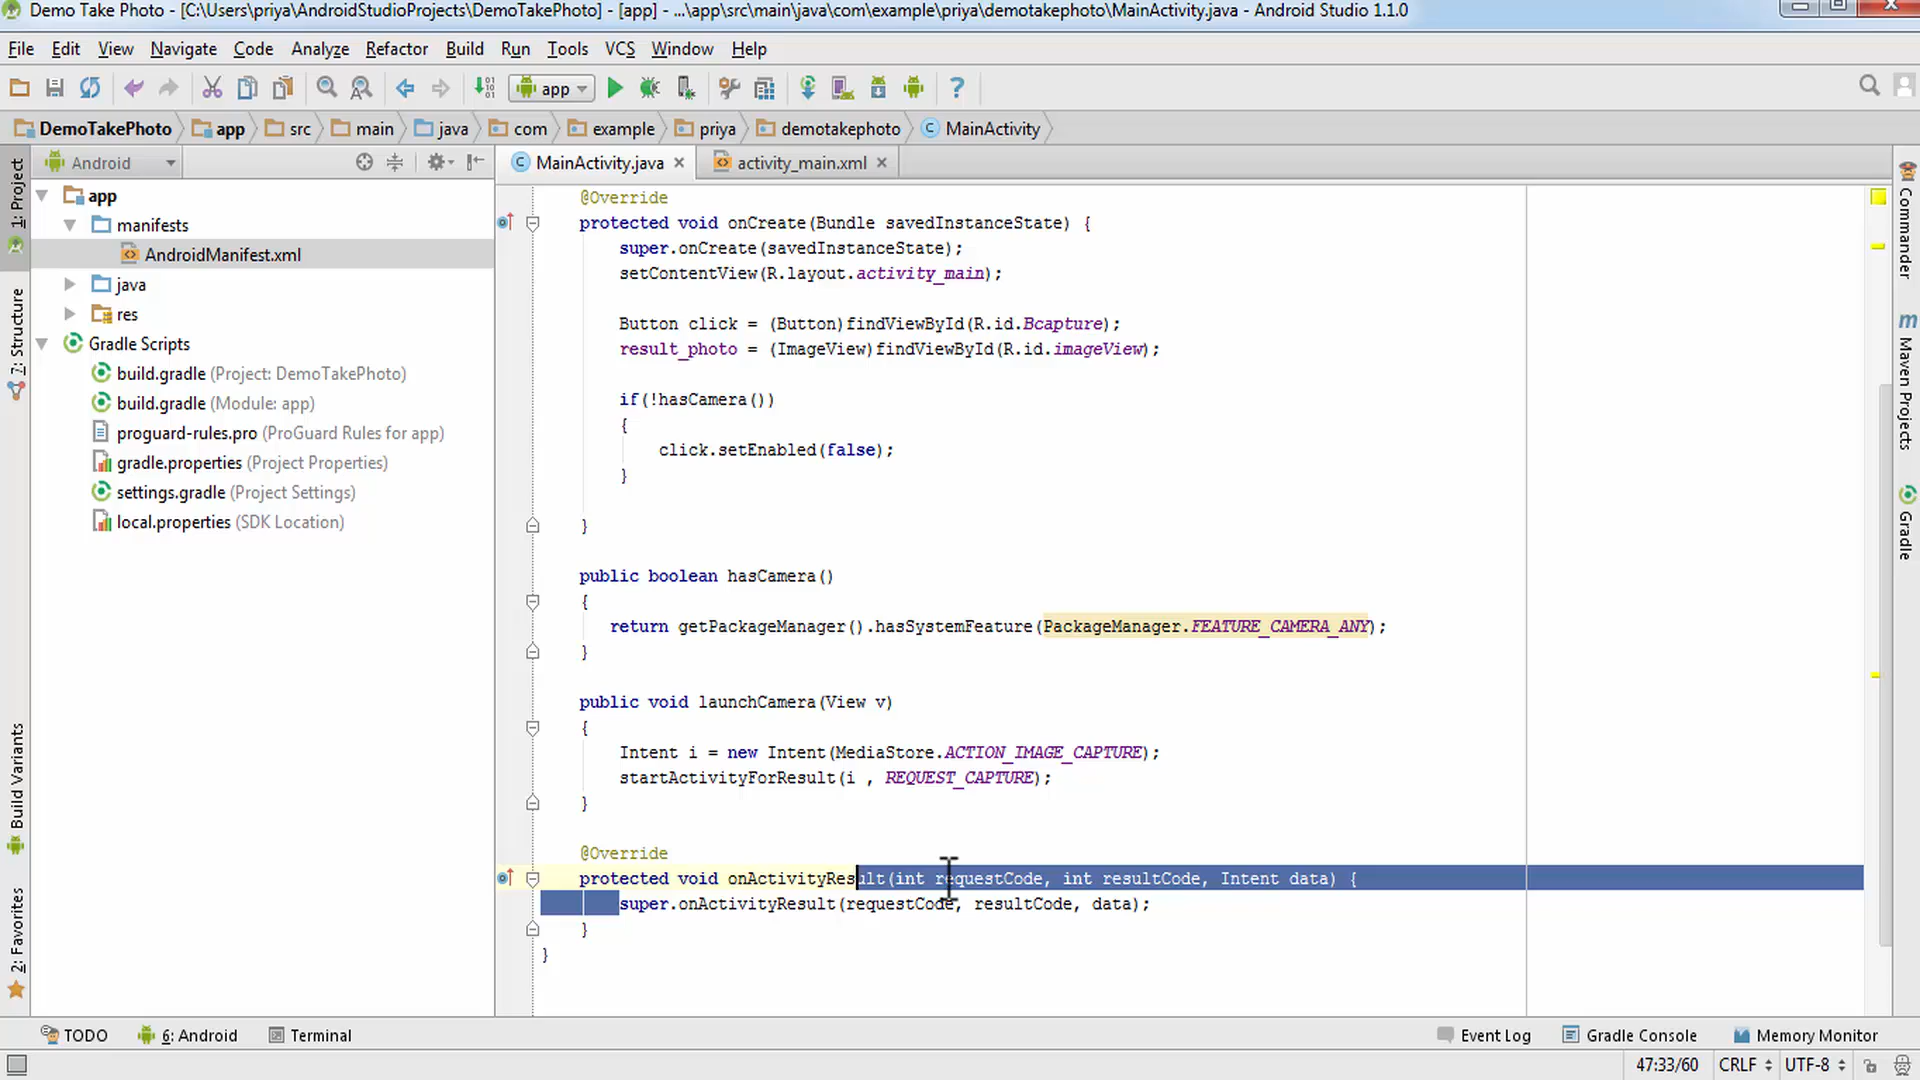 Demo Take Photo - [C:\Users\priya\AndroidStudioProjects\DemoTakePhoto] - [app] - ...\app\src\main\java\com\example\priya\demotakephoto\MainActivity.java - Android Studio 1.1.0
File Edit View Navigate Code Analyze Refactor Build Run Tools VCS Window Help
app
DemoTakePhoto app src main java com example priya demotakephoto MainActivity
Android
MainActivity.java activity_main.xml
1: Project
7: Structure
Build Variants
2: Favorites
app
manifests
AndroidManifest.xml
java
res
Gradle Scripts
build.gradle (Project: DemoTakePhoto)
build.gradle (Module: app)
proguard-rules.pro (ProGuard Rules for app)
gradle.properties (Project Properties)
settings.gradle (Project Settings)
local.properties (SDK Location)
@Override
protected void onCreate(Bundle savedInstanceState) {
super.onCreate(savedInstanceState);
setContentView(R.layout.activity_main);
Button click = (Button)findViewById(R.id.Bcapture);
result_photo = (ImageView)findViewById(R.id.imageView);
if(!hasCamera())
{
click.setEnabled(false);
}
}
public boolean hasCamera()
{
return getPackageManager().hasSystemFeature(PackageManager.FEATURE_CAMERA_ANY);
}
public void launchCamera(View v)
{
Intent i = new Intent(MediaStore.ACTION_IMAGE_CAPTURE);
startActivityForResult(i , REQUEST_CAPTURE);
}
@Override
protected void onActivityResult(int requestCode, int resultCode, Intent data) {
super.onActivityResult(requestCode, resultCode, data);
}
}
Commander
Maven Projects
Gradle
TODO 6: Android Terminal Event Log Gradle Console Memory Monitor
47:33/60 CRLF UTF-8